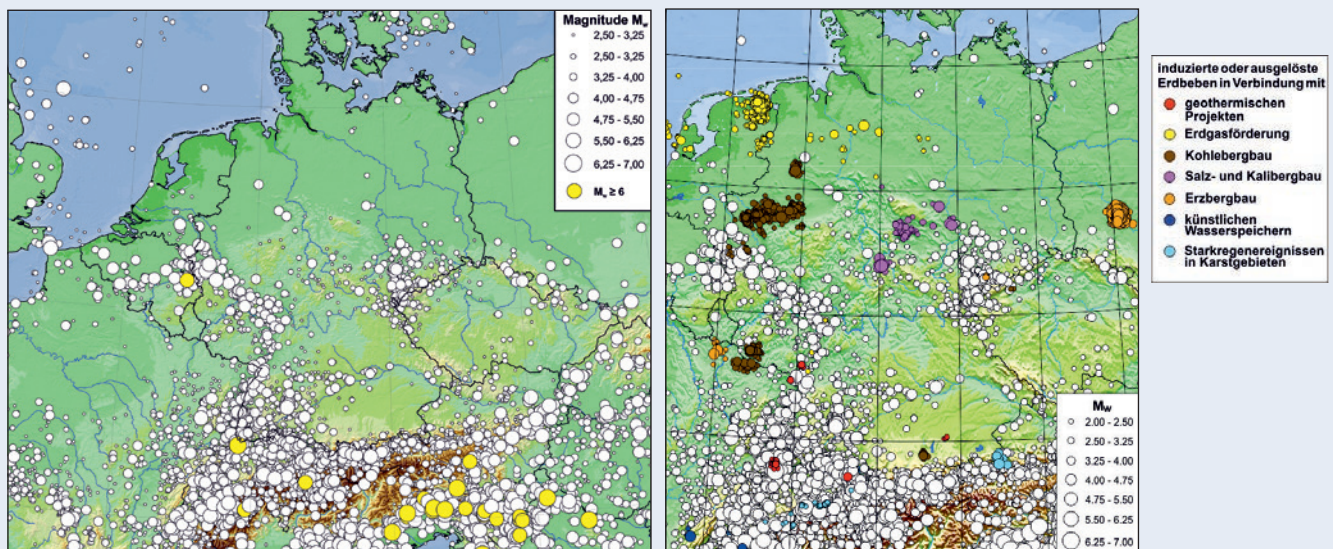 Magnitude M_w
2,50 - 3,25
2,50 - 3,25
3,25 - 4,00
4,00 - 4,75
4,75 - 5,50
5,50 - 6,25
6,25 - 7,00
M_w ≥ 6
M_w
2.00 - 2.50
2.50 - 3.25
3.25 - 4.00
4.00 - 4.75
4.75 - 5.50
5.50 - 6.25
6.25 - 7.00
induzierte oder ausgelöste
Erdbeben in Verbindung mit
geothermischen
Projekten
Erdgasförderung
Kohlebergbau
Salz- und Kalibergbau
Erzbergbau
künstlichen
Wasserspeichern
Starkregenereignissen
in Karstgebieten